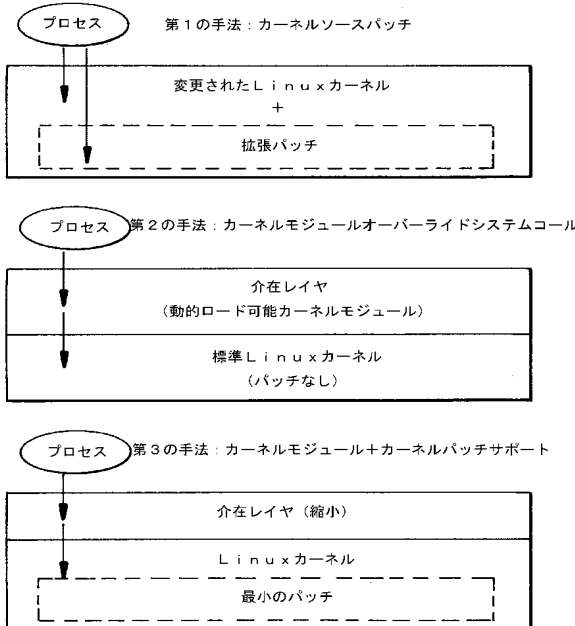 プロセス
第１の手法：カーネルソースパッチ
変更されたＬｉｎｕｘカーネル
＋
拡張パッチ
プロセス
第２の手法：カーネルモジュールオーバーライドシステムコール
介在レイヤ
（動的ロード可能カーネルモジュール）
標準Ｌｉｎｕｘカーネル
（パッチなし）
プロセス
第３の手法：カーネルモジュール＋カーネルパッチサポート
介在レイヤ（縮小）
Ｌｉｎｕｘカーネル
最小のパッチ